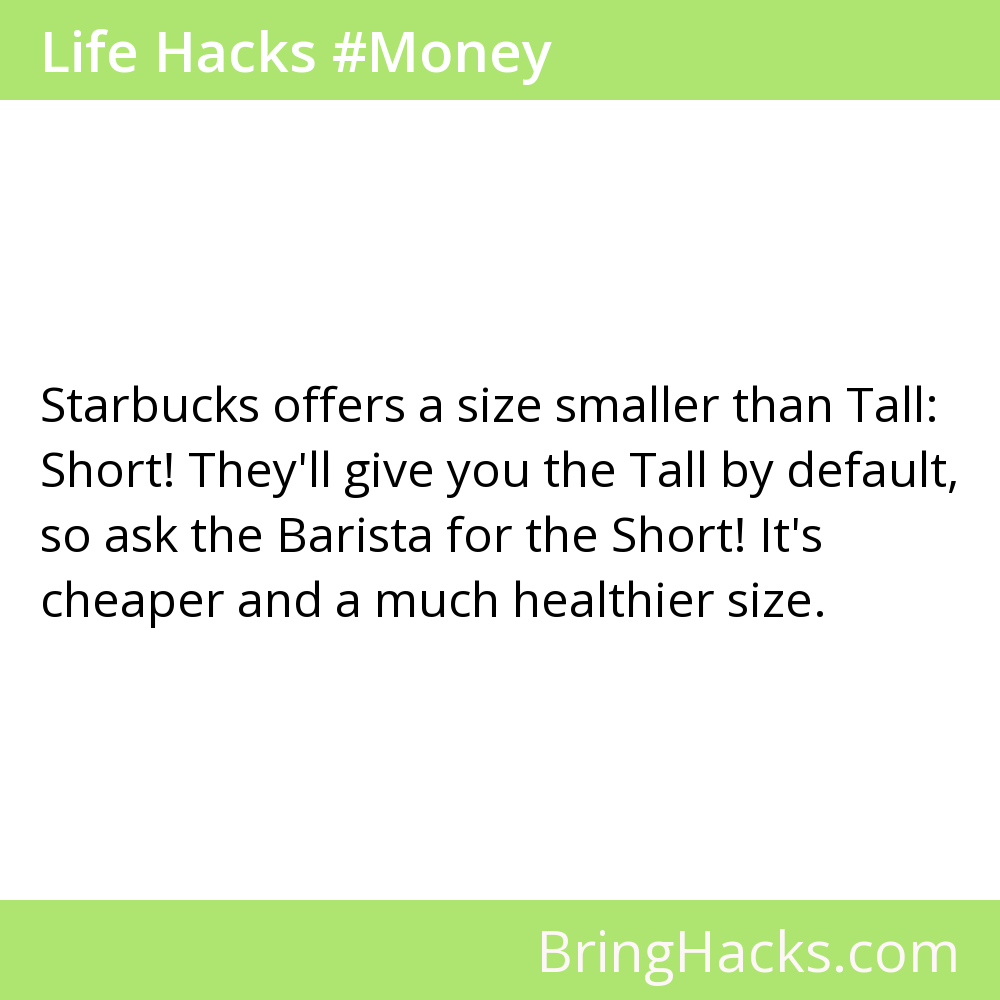 Life Hacks #Money
Starbucks offers a size smaller than Tall:
Short! They'll give you the Tall by default,
so ask the Barista for the Short! It's
cheaper and a much healthier size.
BringHacks.com